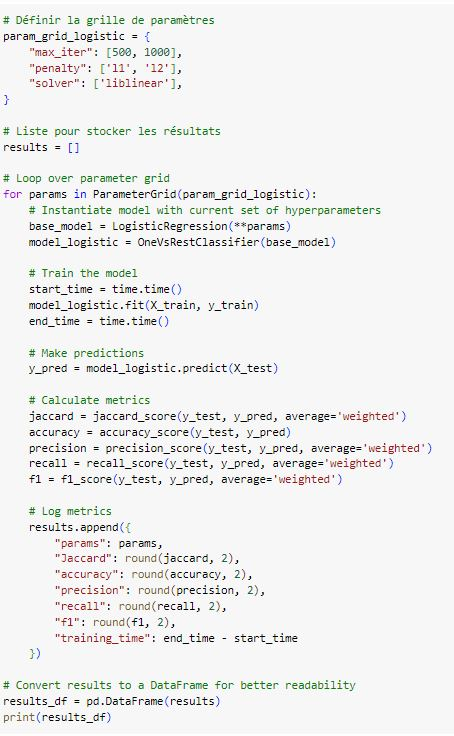 # Définir la grille de paramètres
param_grid_logistic = {
    "max_iter": [500, 1000],
    "penalty": ['l1', 'l2'],
    "solver": ['liblinear'],
}

# Liste pour stocker les résultats
results = []

# Loop over parameter grid
for params in ParameterGrid(param_grid_logistic):
    # Instantiate model with current set of hyperparameters
    base_model = LogisticRegression(**params)
    model_logistic = OneVsRestClassifier(base_model)

    # Train the model
    start_time = time.time()
    model_logistic.fit(X_train, y_train)
    end_time = time.time()

    # Make predictions
    y_pred = model_logistic.predict(X_test)

    # Calculate metrics
    jaccard = jaccard_score(y_test, y_pred, average='weighted')
    accuracy = accuracy_score(y_test, y_pred)
    precision = precision_score(y_test, y_pred, average='weighted')
    recall = recall_score(y_test, y_pred, average='weighted')
    f1 = f1_score(y_test, y_pred, average='weighted')

    # Log metrics
    results.append({
        "params": params,
        "Jaccard": round(jaccard, 2),
        "accuracy": round(accuracy, 2),
        "precision": round(precision, 2),
        "recall": round(recall, 2),
        "f1": round(f1, 2),
        "training_time": end_time - start_time
    })

# Convert results to a DataFrame for better readability
results_df = pd.DataFrame(results)
print(results_df)